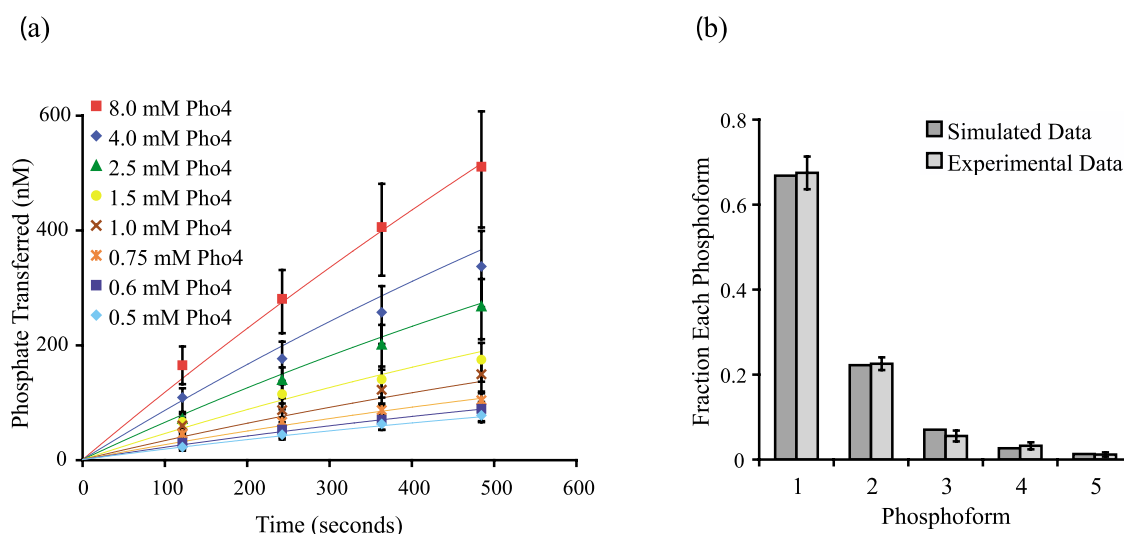 (a)
600
400
200
0
Phosphate Transferred (nM)
8.0 mM Pho4
4.0 mM Pho4
2.5 mM Pho4
1.5 mM Pho4
1.0 mM Pho4
0.75 mM Pho4
0.6 mM Pho4
0.5 mM Pho4
0 100 200 300 400 500 600
Time (seconds)
(b)
0.8
0.6
0.4
0.2
0
Fraction Each Phosphoform
Simulated Data
Experimental Data
1 2 3 4 5
Phosphoform